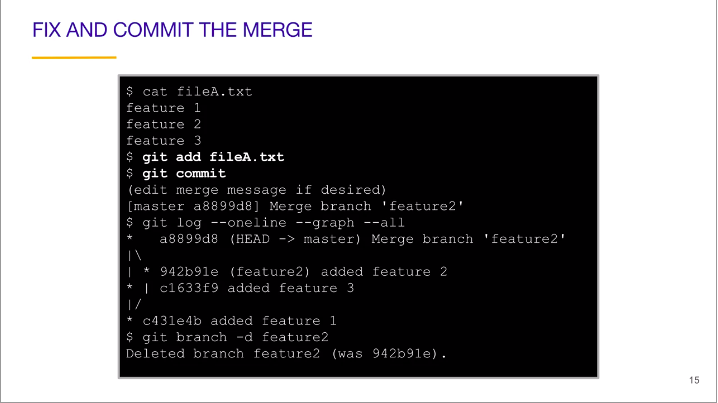 FIX AND COMMIT THE MERGE
$ cat fileA.txt
feature 1
feature 2
feature 3
$ git add fileA.txt
$ git commit
(edit merge message if desired)
[master a8899d8] Merge branch 'feature2'
$ git log --oneline --graph --all
*   a8899d8 (HEAD -> master) Merge branch 'feature2'
|\
| * 942b91e (feature2) added feature 2
* | c1633f9 added feature 3
|/
* c431e4b added feature 1
$ git branch -d feature2
Deleted branch feature2 (was 942b91e).
15